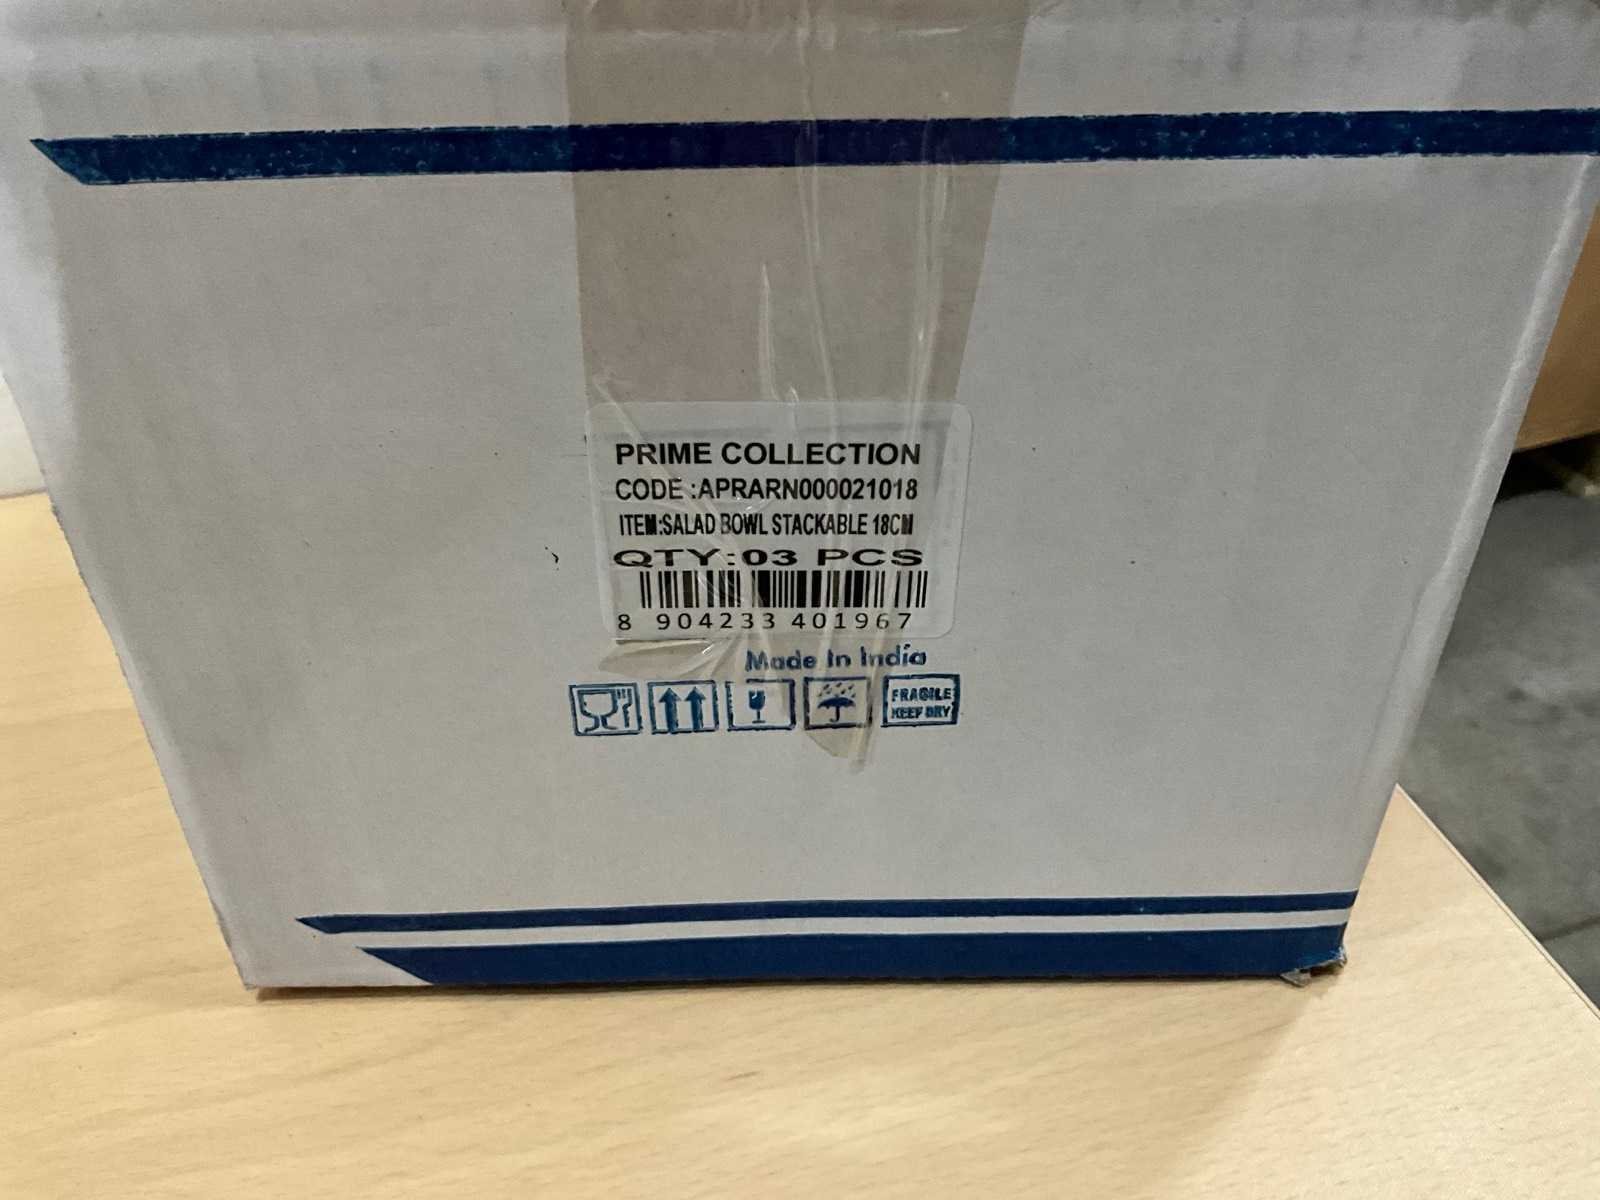 PRIME COLLECTION
CODE :APRARN000021018
ITEM:SALAD BOWL STACKABLE 18CM
QTY:03 PCS
8 904233 401967
Made In India
FRAGILE
KEEP DRY